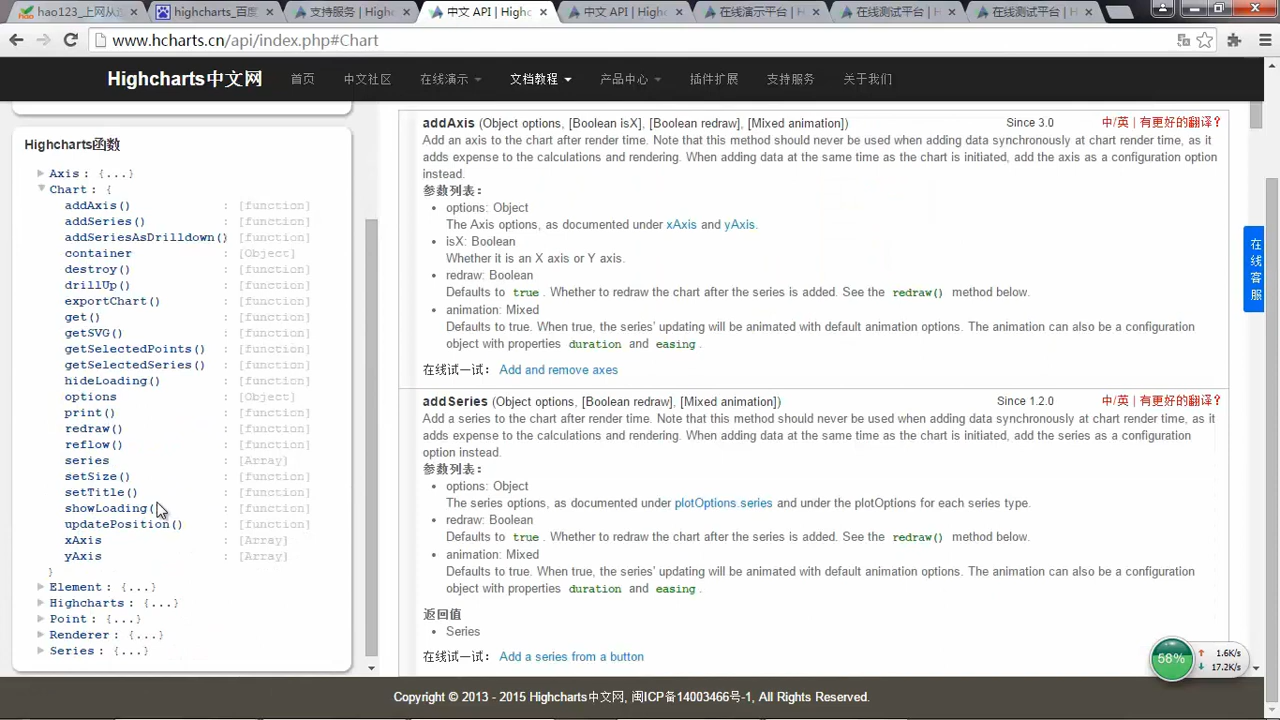 hao123_上网从这
highcharts_百度
支持服务 | High
中文 API | Highc
中文 API | Highc
在线演示平台 | H
在线测试平台 | H
在线测试平台 | H
www.hcharts.cn/api/index.php#Chart
Highcharts中文网 首页 中文社区 在线演示 文档教程 产品中心 插件扩展 支持服务 关于我们
Highcharts函数
Axis : {...}
Chart : {
addAxis() : [function]
addSeries() : [function]
addSeriesAsDrilldown() : [function]
container : [Object]
destroy() : [function]
drillUp() : [function]
exportChart() : [function]
get() : [function]
getSVG() : [function]
getSelectedPoints() : [function]
getSelectedSeries() : [function]
hideLoading() : [function]
options : [Object]
print() : [function]
redraw() : [function]
reflow() : [function]
series : [Array]
setSize() : [function]
setTitle() : [function]
showLoading( : [function]
updatePosition() : [function]
xAxis : [Array]
yAxis : [Array]
}
Element : {...}
Highcharts : {...}
Point : {...}
Renderer : {...}
Series : {...}
addAxis (Object options, [Boolean isX], [Boolean redraw], [Mixed animation]) Since 3.0 中/英 | 有更好的翻译?
Add an axis to the chart after render time. Note that this method should never be used when adding data synchronously at chart render time, as it
adds expense to the calculations and rendering. When adding data at the same time as the chart is initiated, add the axis as a configuration option
instead.
参数列表:
options: Object
The Axis options, as documented under xAxis and yAxis.
isX: Boolean
Whether it is an X axis or Y axis.
redraw: Boolean
Defaults to true . Whether to redraw the chart after the series is added. See the redraw() method below.
animation: Mixed
Defaults to true. When true, the series' updating will be animated with default animation options. The animation can also be a configuration
object with properties duration and easing .
在线试一试: Add and remove axes
addSeries (Object options, [Boolean redraw], [Mixed animation]) Since 1.2.0 中/英 | 有更好的翻译?
Add a series to the chart after render time. Note that this method should never be used when adding data synchronously at chart render time, as it
adds expense to the calculations and rendering. When adding data at the same time as the chart is initiated, add the series as a configuration
option instead.
参数列表:
options: Object
The series options, as documented under plotOptions.series and under the plotOptions for each series type.
redraw: Boolean
Defaults to true . Whether to redraw the chart after the series is added. See the redraw() method below.
animation: Mixed
Defaults to true. When true, the series' updating will be animated with default animation options. The animation can also be a configuration
object with properties duration and easing .
返回值
Series
在线试一试: Add a series from a button
在线客服
58%
1.6K/s
17.2K/s
Copyright © 2013 - 2015 Highcharts中文网, 闽ICP备14003466号-1, All Rights Reserved.